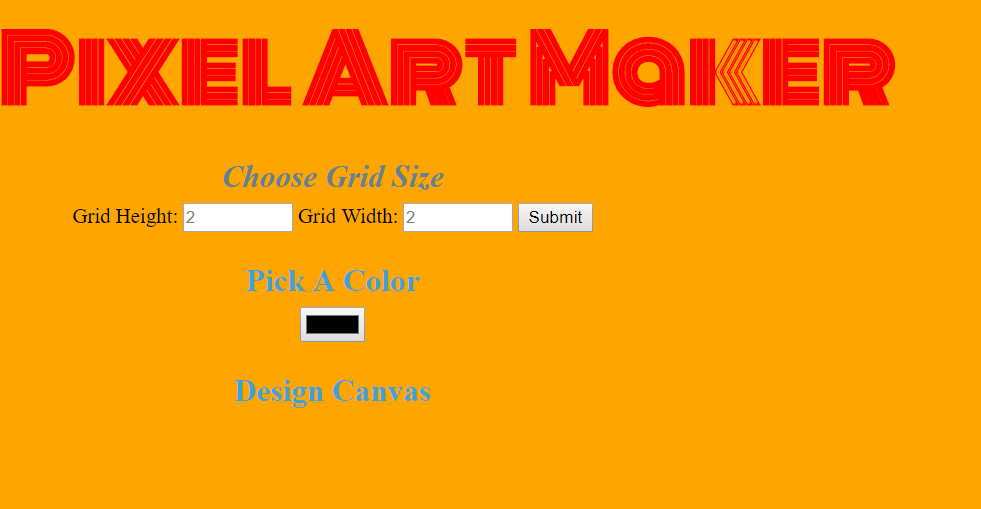 Pixel Art Maker
Choose Grid Size
Grid Height: 2 Grid Width: 2 Submit
Pick A Color
Design Canvas